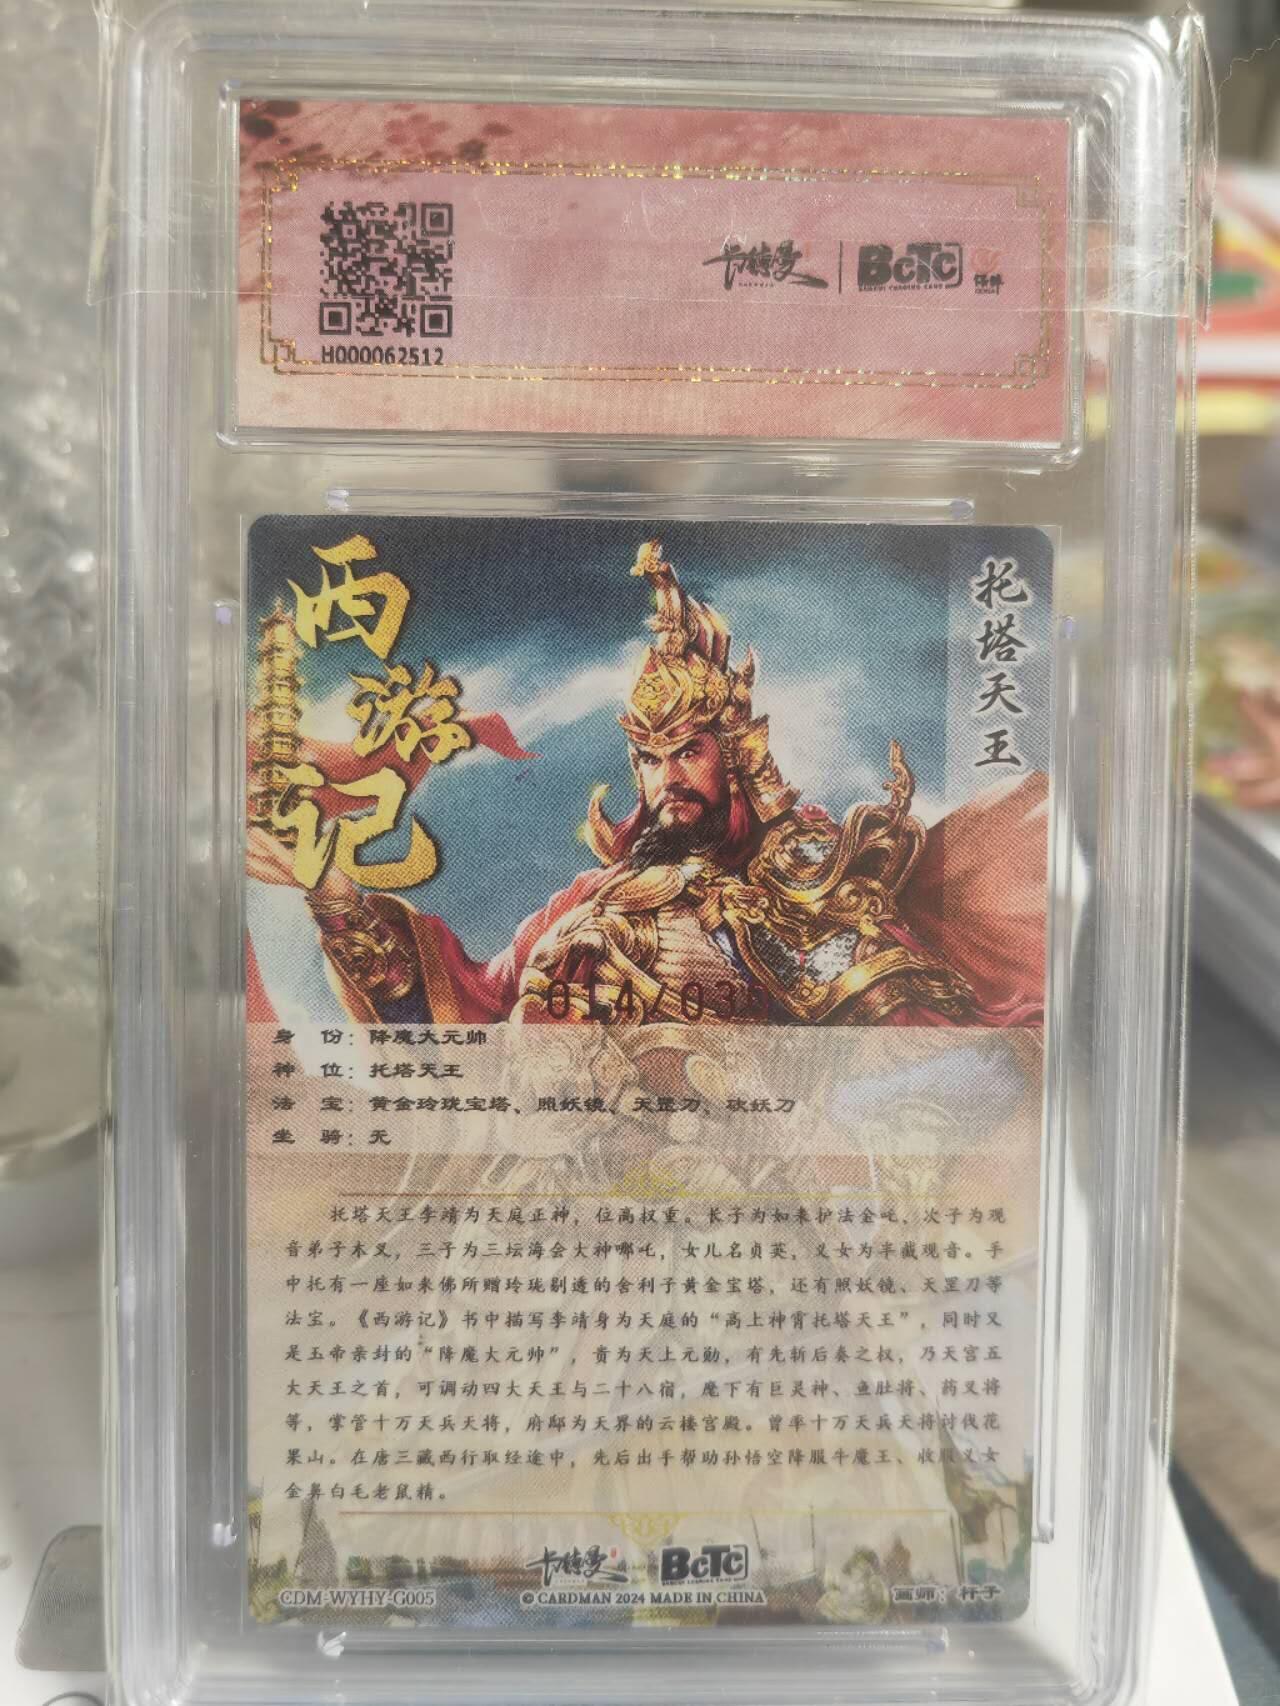 卡特曼
BCTC
保粹
H000062512
西游记
托塔天王
身 份：降魔大元帅
神 位：托塔天王
法 宝：黄金玲珑宝塔、照妖镜、天罡刀、砍妖刀
坐 骑：无
托塔天王李靖为天庭正神，位高权重。长子为如来护法金吒、次子为观
音弟子木叉，三子为三坛海会大神哪吒，女儿名贞英，义女为半截观音。手
中托有一座如来佛所赠玲珑剔透的舍利子黄金宝塔，还有照妖镜、天罡刀等
法宝。《西游记》书中描写李靖身为天庭的“高上神霄托塔天王”，同时又
是玉帝亲封的“降魔大元帅”，贵为天上元勋，有先斩后奏之权，乃天宫五
大天王之首，可调动四大天王与二十八宿，麾下有巨灵神、鱼肚将、药叉将
等，掌管十万天兵天将，府邸为天界的云楼宫殿。曾率十万天兵天将讨伐花
果山。在唐三藏西行取经途中，先后出手帮助孙悟空降服牛魔王、收服义女
金鼻白毛老鼠精。
卡特曼
BCTC
CDM-WYHY-G005
© CARDMAN 2024 MADE IN CHINA
画师：杆子